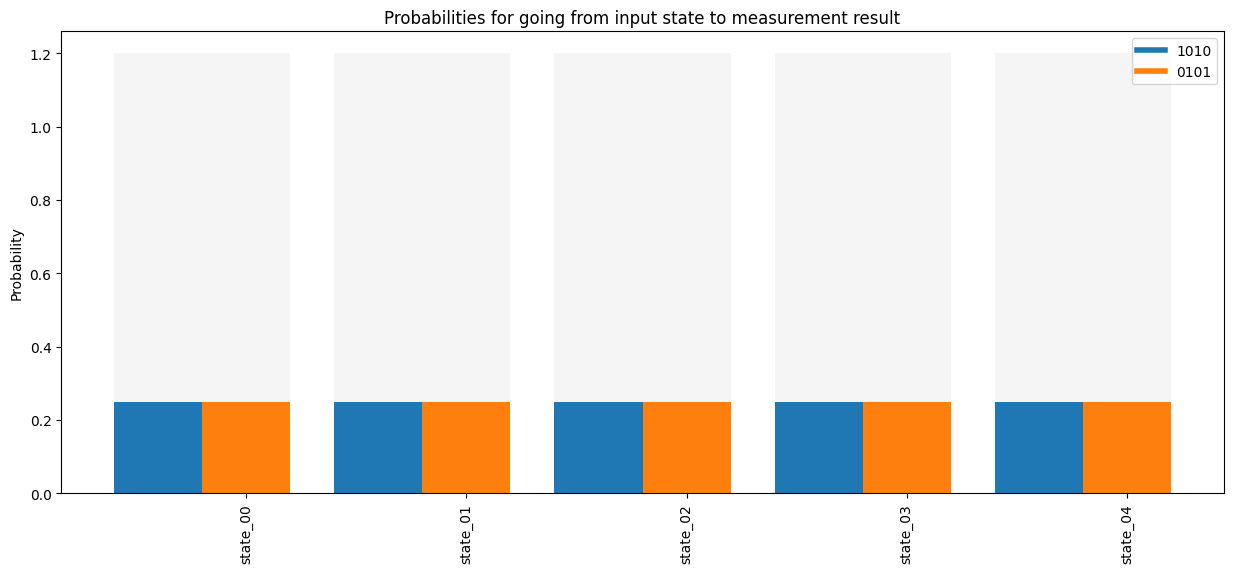 Probabilities for going from input state to measurement result
1010
0101
Probability
1.2
1.0
0.8
0.6
0.4
0.2
0.0
state_00
state_01
state_02
state_03
state_04